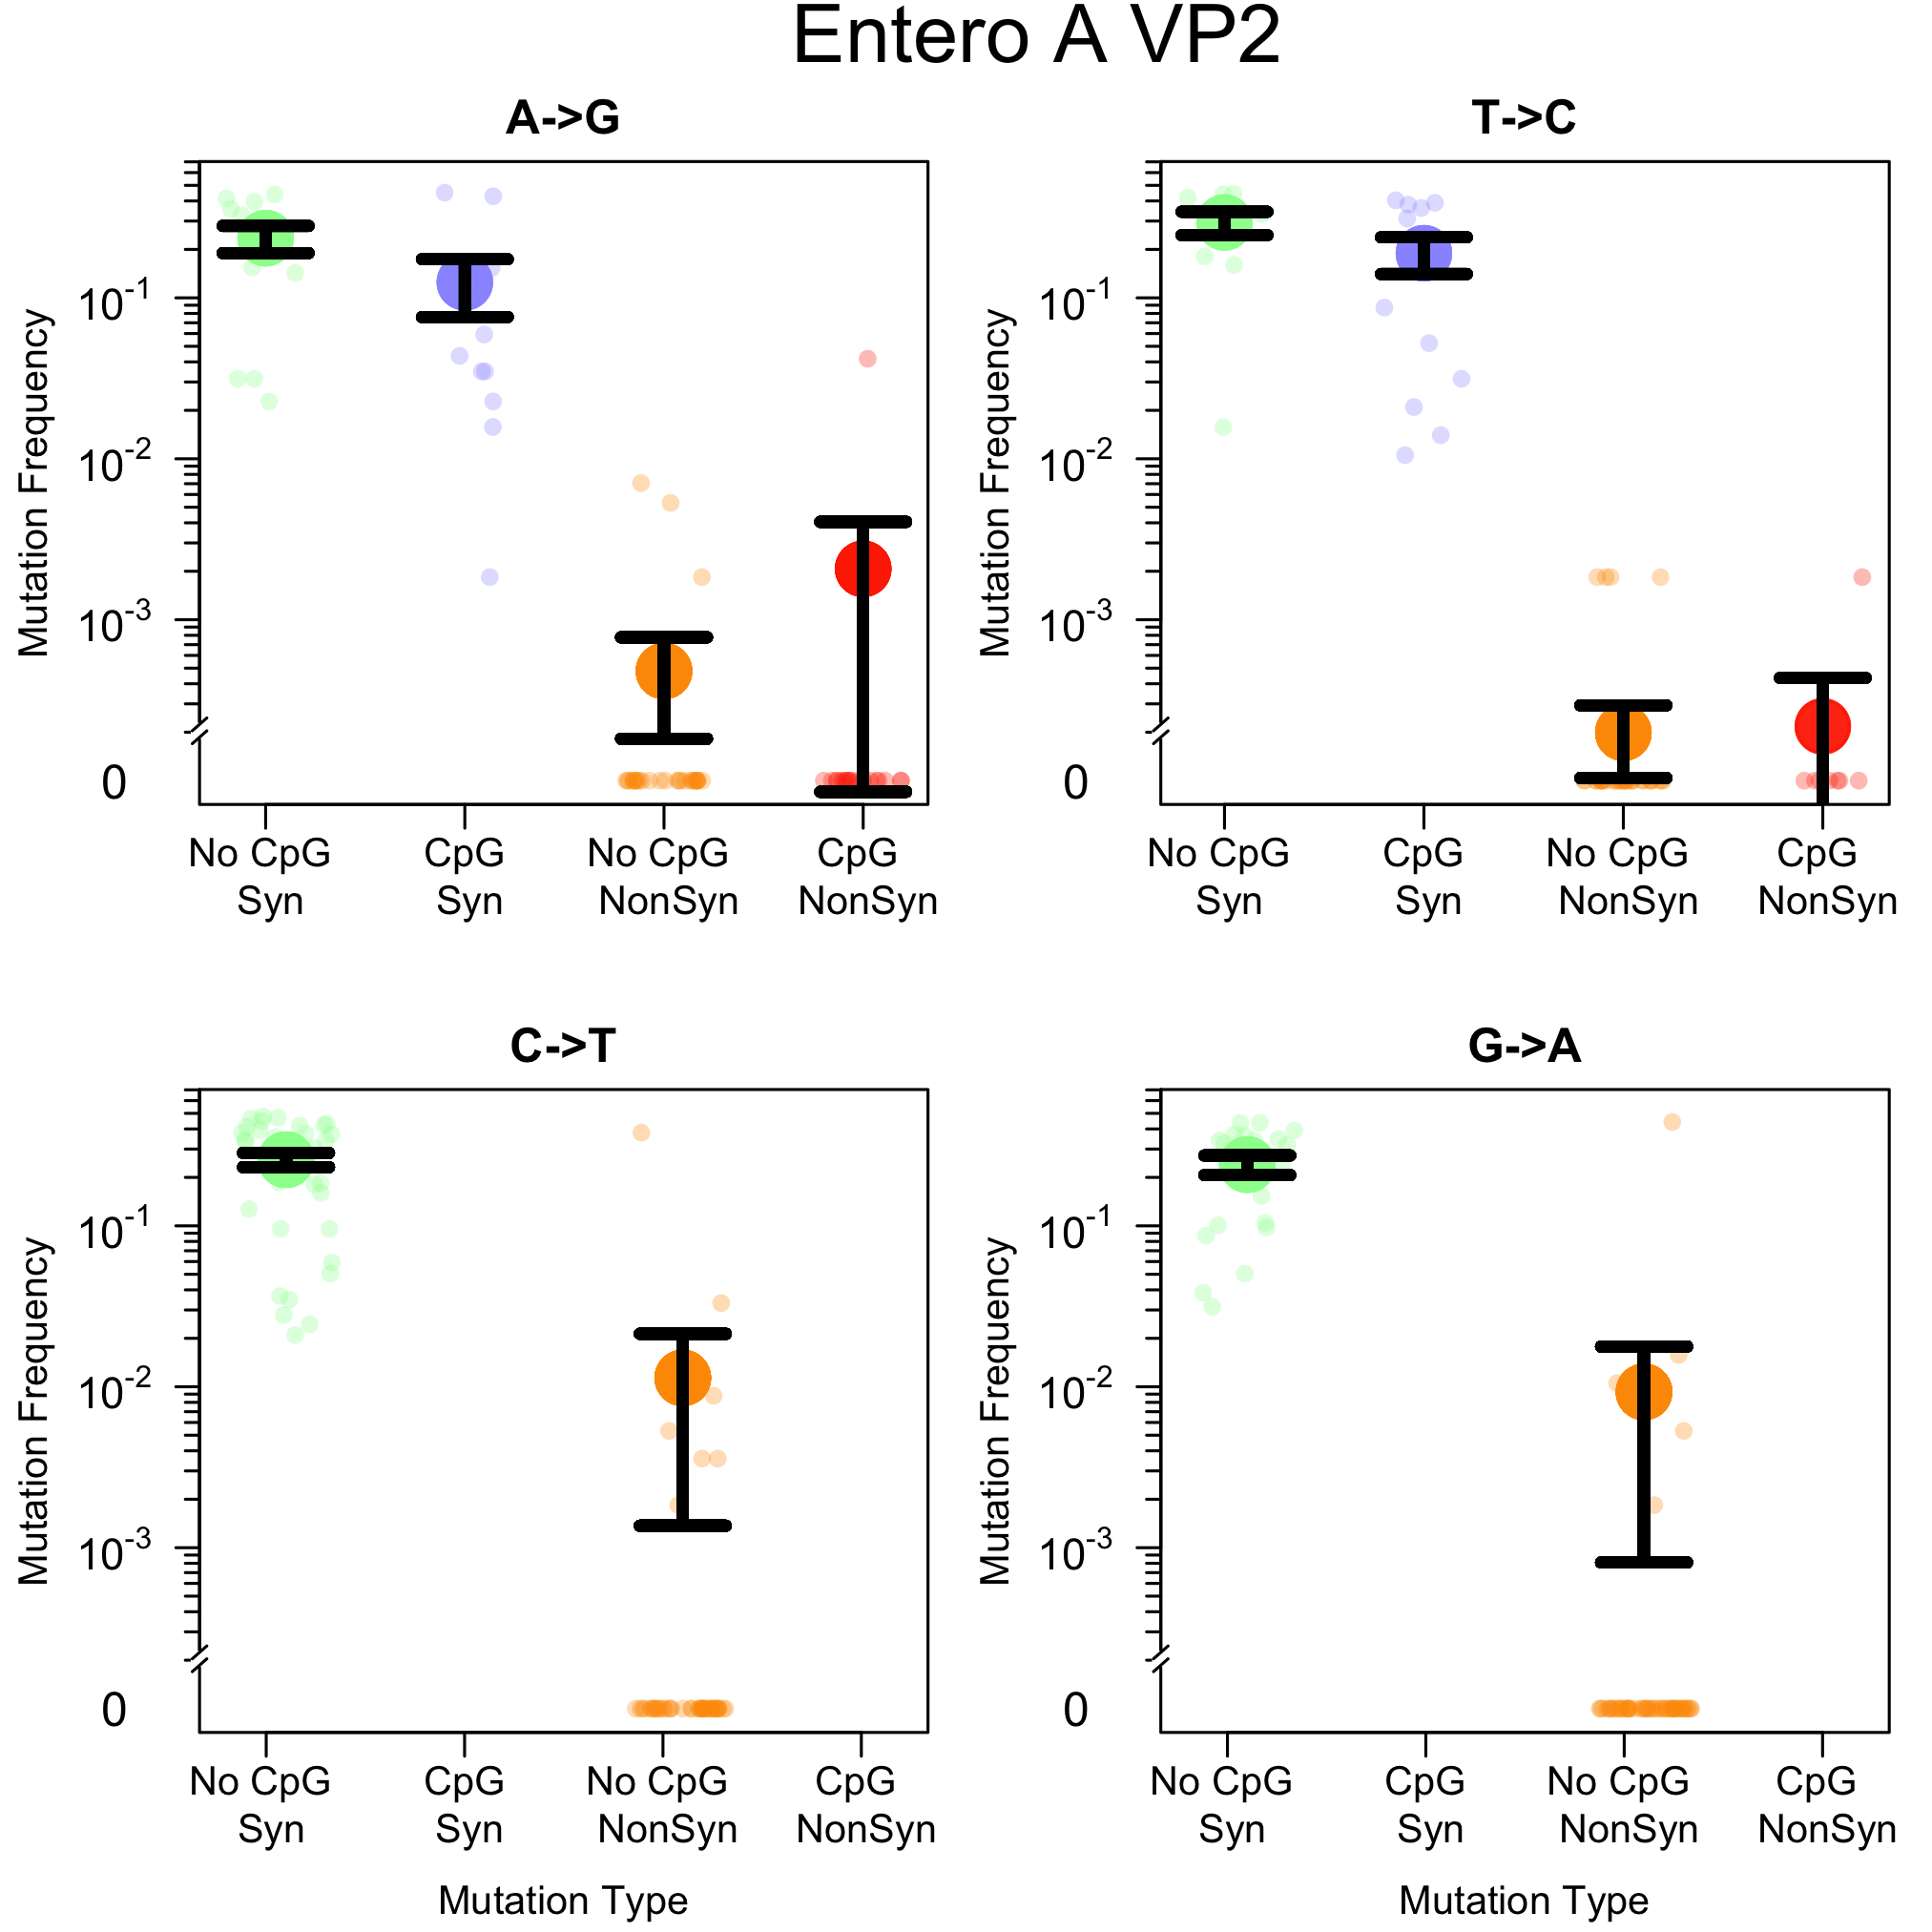 Entero A VP2
A->G
Mutation Frequency
10-1
10-2
10-3
0
No CpG CpG No CpG CpG
Syn Syn NonSyn NonSyn
T->C
Mutation Frequency
10-1
10-2
10-3
0
No CpG CpG No CpG CpG
Syn Syn NonSyn NonSyn
C->T
Mutation Frequency
10-1
10-2
10-3
0
No CpG CpG No CpG CpG
Syn Syn NonSyn NonSyn
Mutation Type
G->A
Mutation Frequency
10-1
10-2
10-3
0
No CpG CpG No CpG CpG
Syn Syn NonSyn NonSyn
Mutation Type